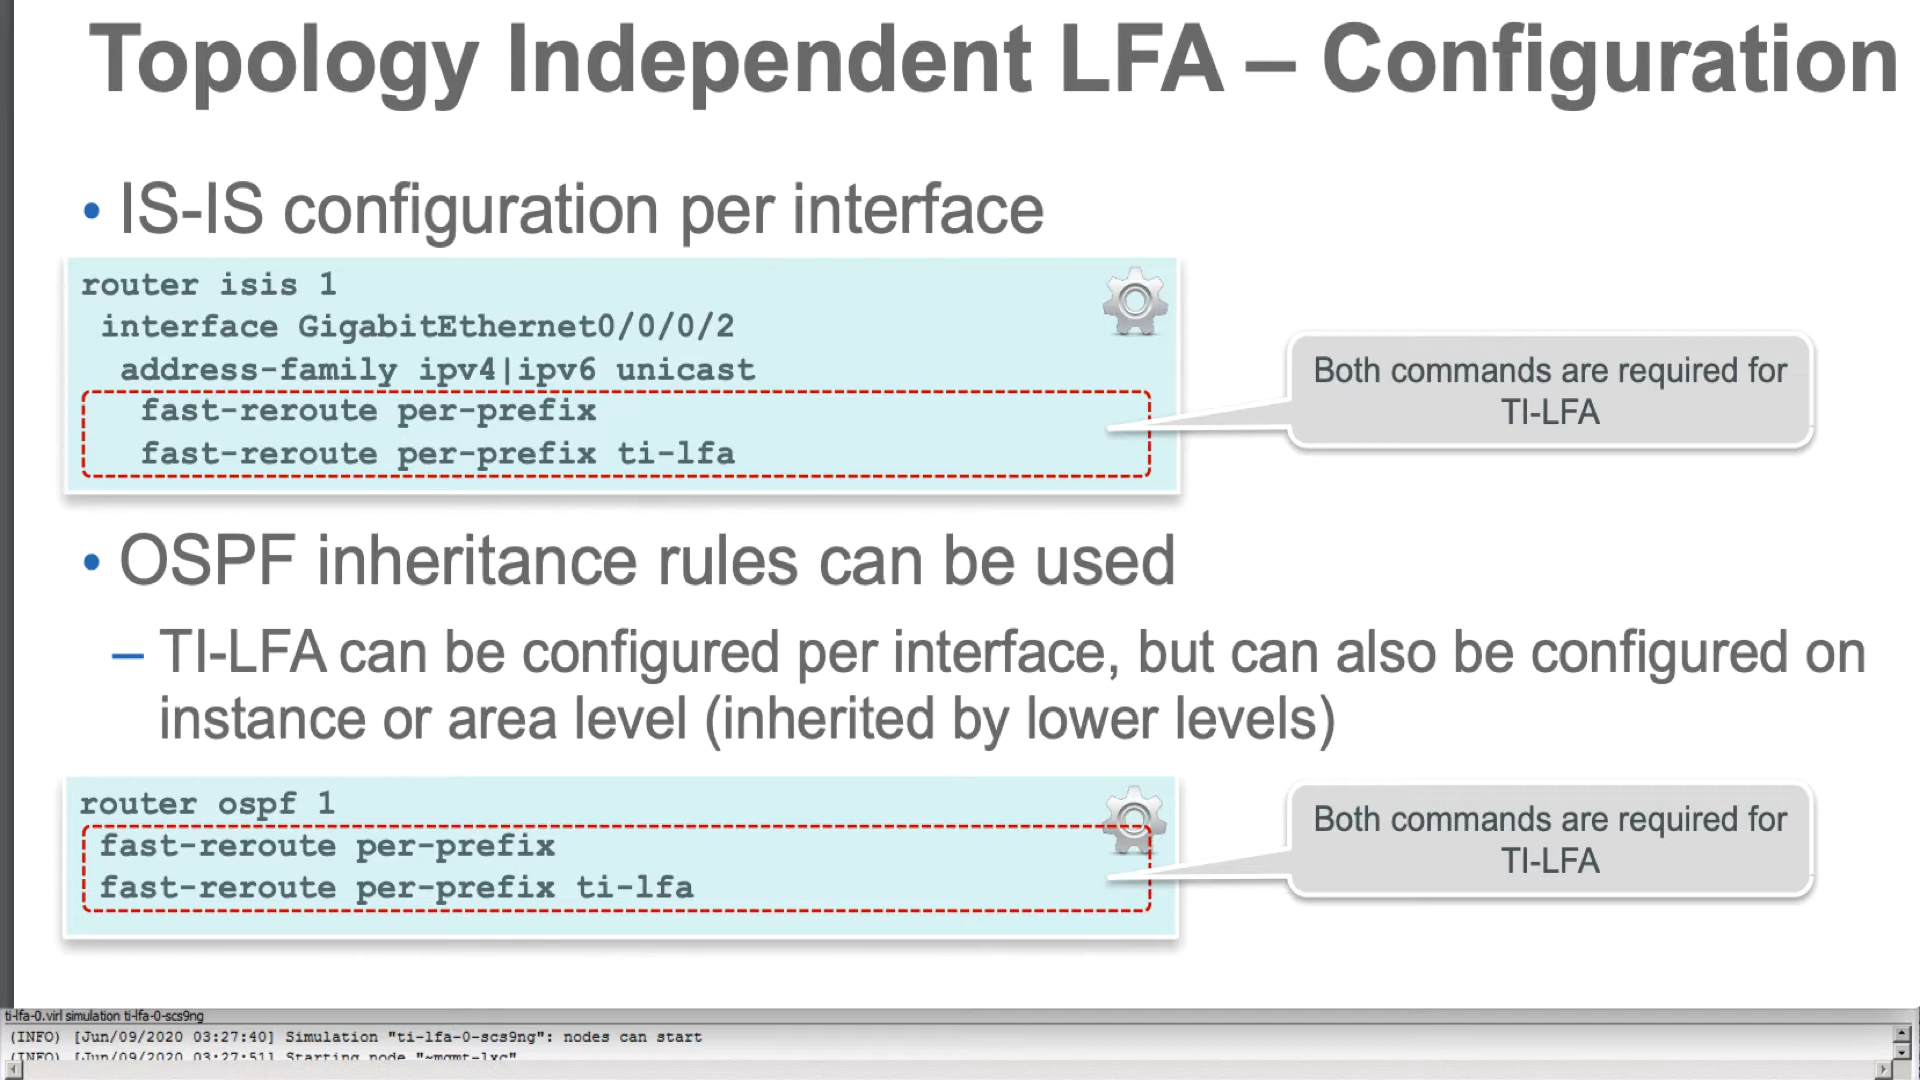 Topology Independent LFA – Configuration
• IS-IS configuration per interface
router isis 1
interface GigabitEthernet0/0/0/2
address-family ipv4|ipv6 unicast
fast-reroute per-prefix
fast-reroute per-prefix ti-lfa
Both commands are required for
TI-LFA
• OSPF inheritance rules can be used
– TI-LFA can be configured per interface, but can also be configured on
instance or area level (inherited by lower levels)
router ospf 1
fast-reroute per-prefix
fast-reroute per-prefix ti-lfa
Both commands are required for
TI-LFA
ti-lfa-0.virl simulation ti-lfa-0-scs9ng
(INFO) [Jun/09/2020 03:27:40] Simulation "ti-lfa-0-scs9ng": nodes can start
(INFO) [Jun/09/2020 03:27:51] Starting node "~mgmt-lxc"